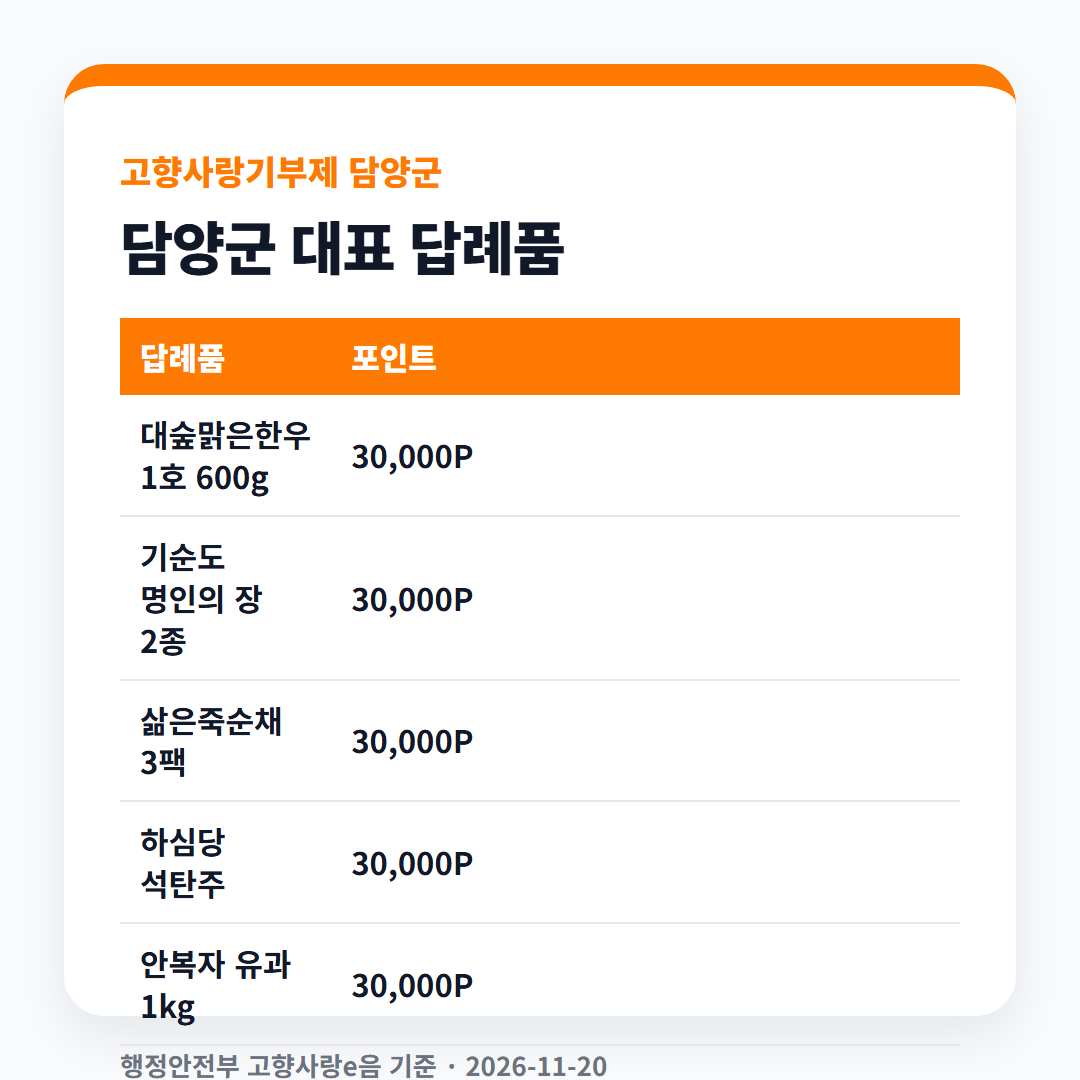 고향사랑기부제 담양군
담양군 대표 답례품
답례품 포인트
대숲맑은한우
1호 600g
30,000P
기순도
명인의 장
2종
30,000P
삶은죽순채
3팩
30,000P
하심당
석탄주
30,000P
안복자 유과
1kg
30,000P
행정안전부 고향사랑e음 기준 · 2026-11-20